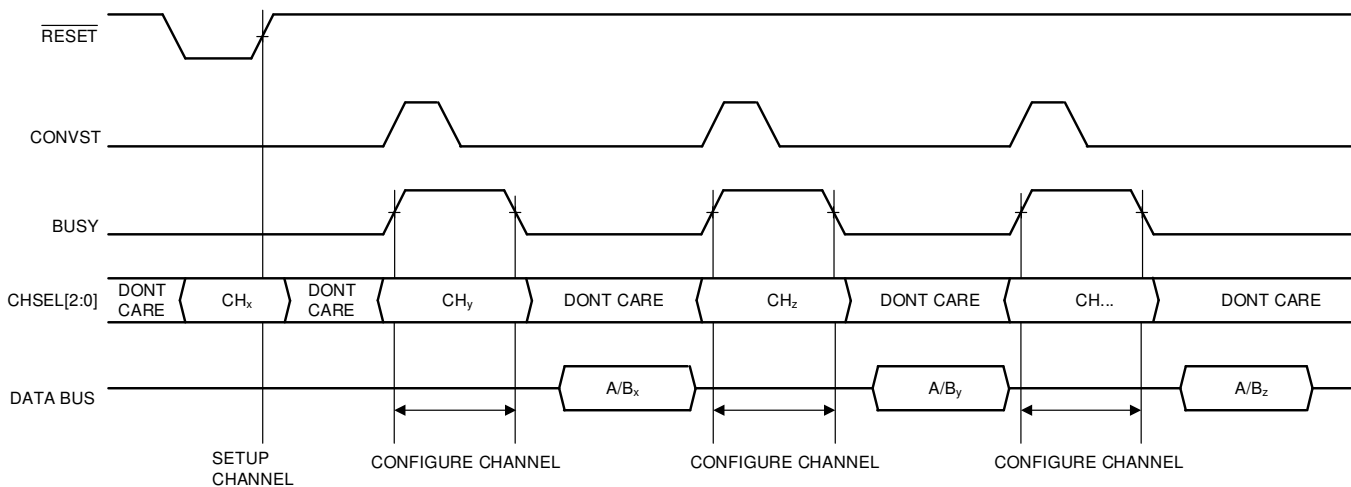 RESET
CONVST
BUSY
CHSEL[2:0] DONT CARE CHx DONT CARE CHy DONT CARE CHz DONT CARE CH... DONT CARE
DATA BUS A/Bx A/By A/Bz
SETUP CHANNEL CONFIGURE CHANNEL CONFIGURE CHANNEL CONFIGURE CHANNEL